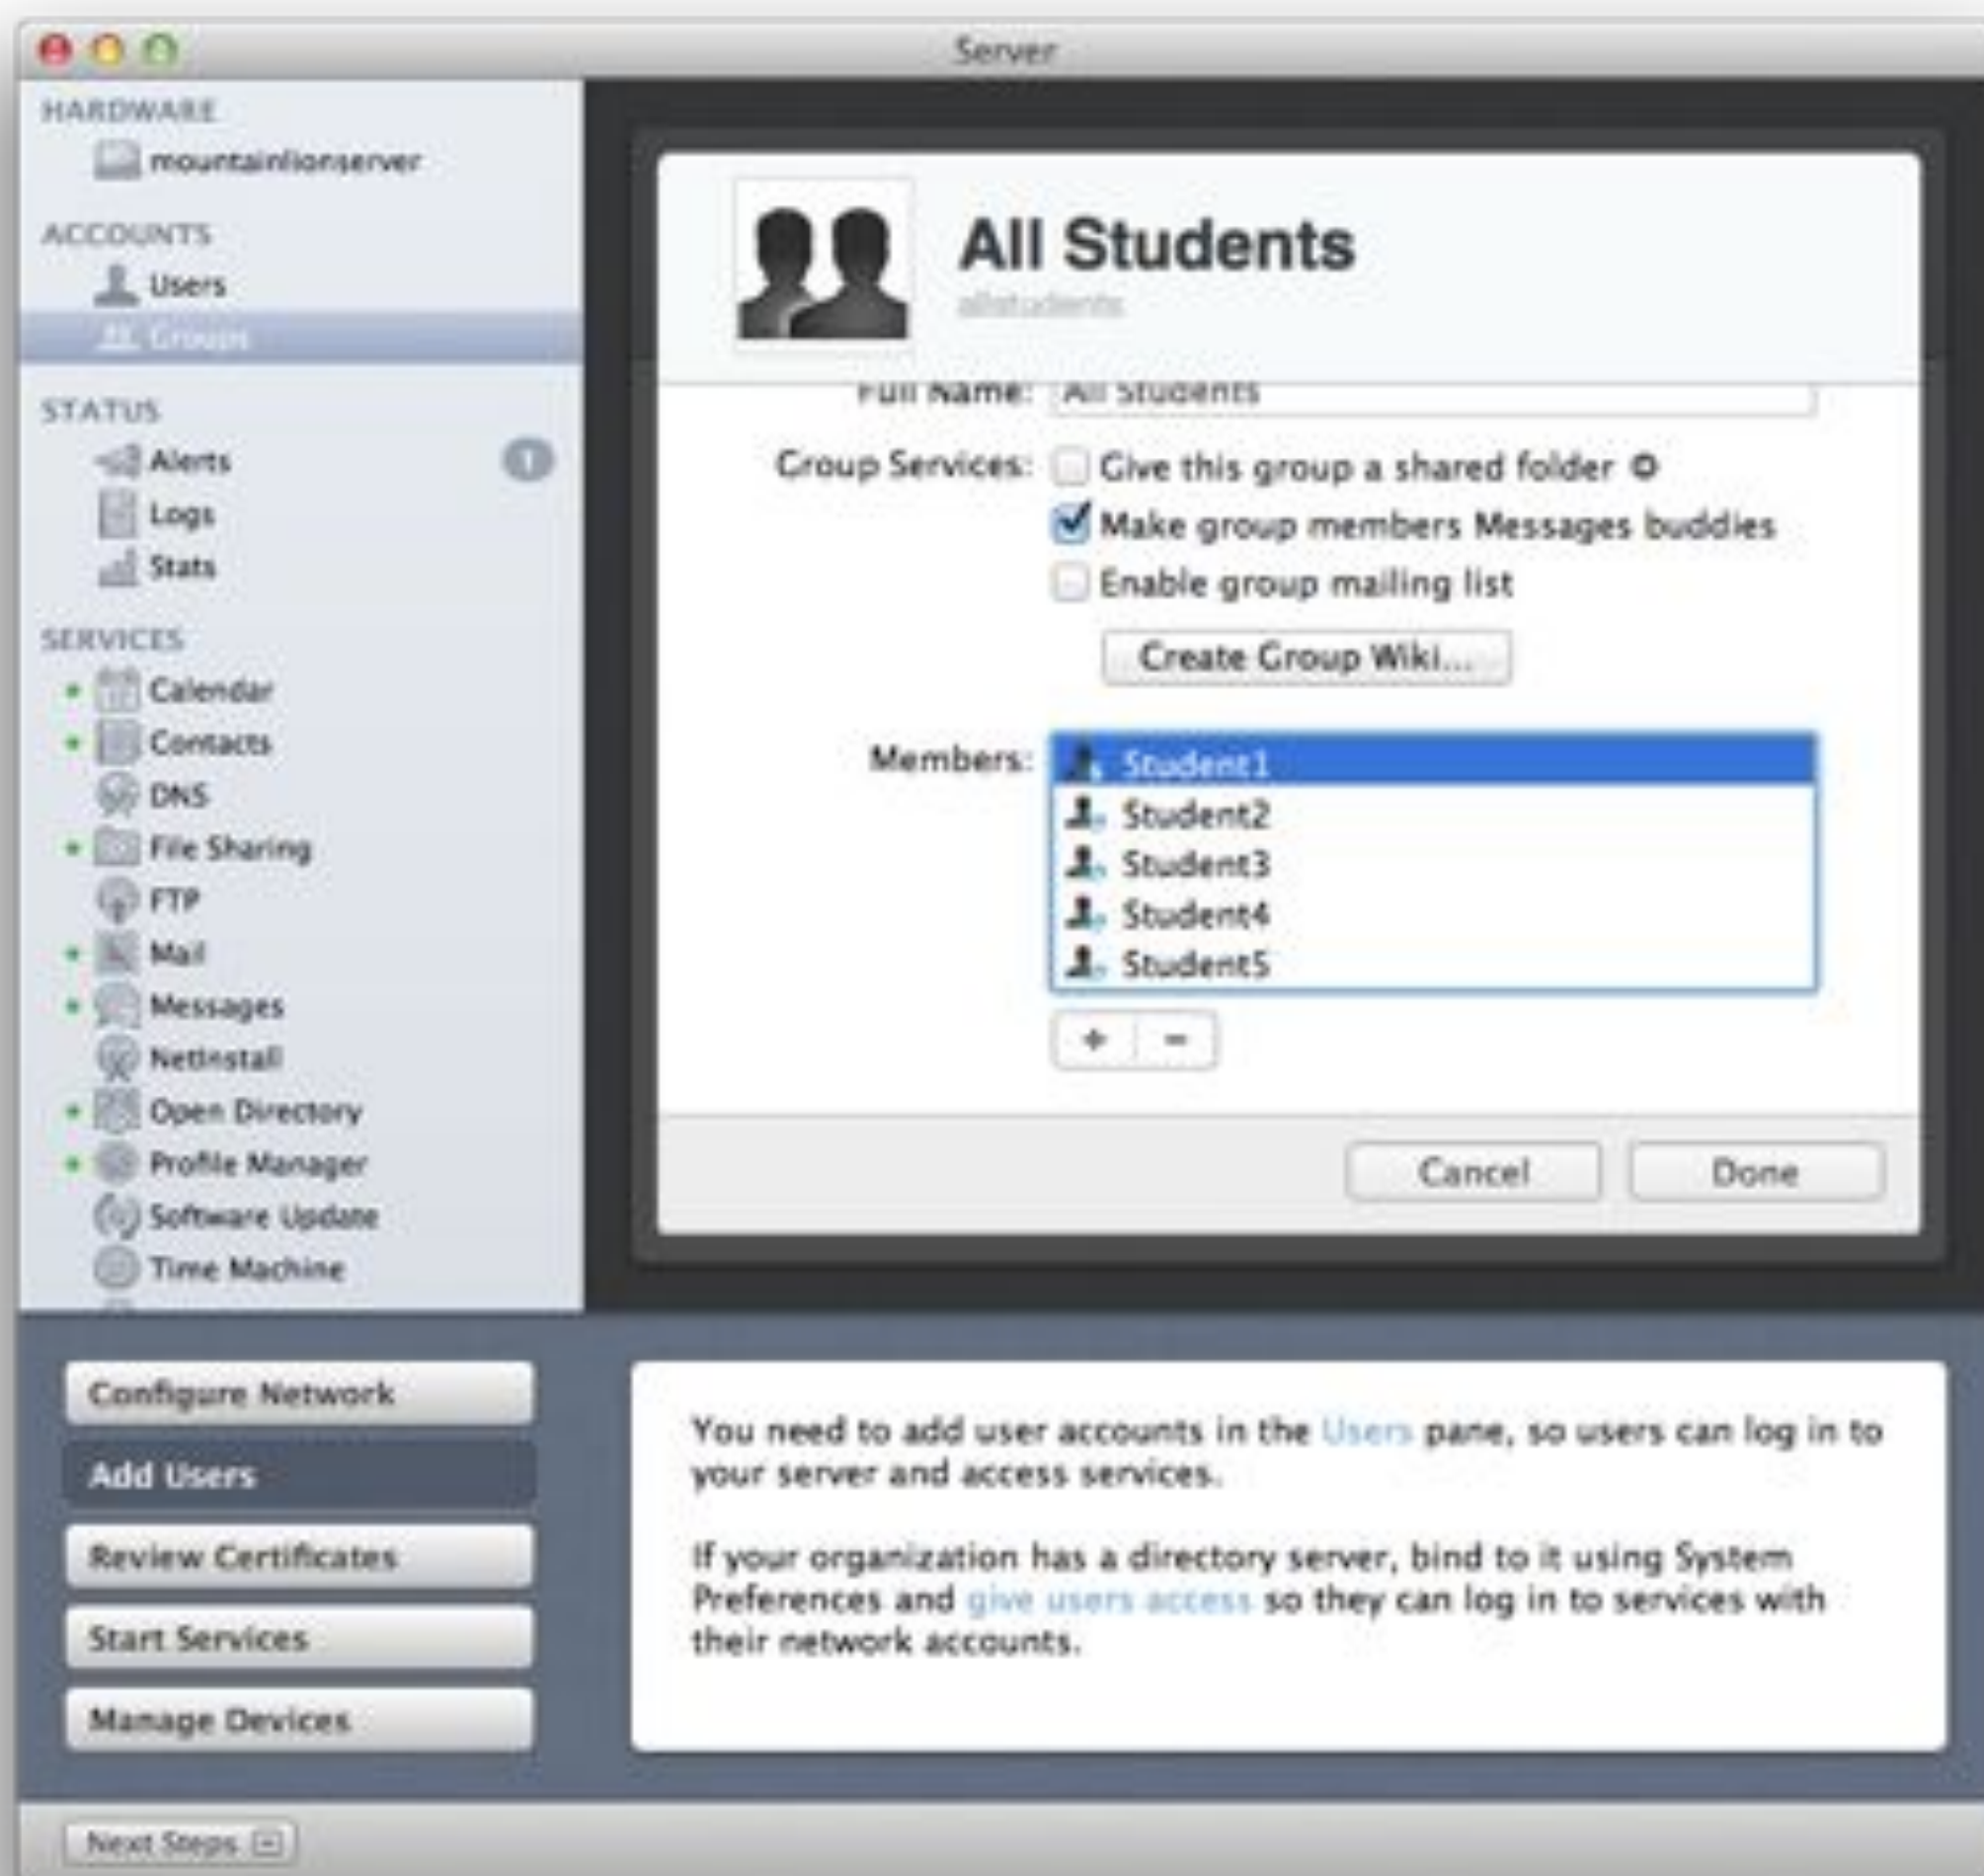 Server
HARDWARE
mountainlionserver
ACCOUNTS
Users
Groups
STATUS
Alerts
1
Logs
Stats
SERVICES
Calendar
Contacts
DNS
File Sharing
FTP
Mail
Messages
NetInstall
Open Directory
Profile Manager
Software Update
Time Machine
All Students
allstudents
Full Name: All Students
Group Services: Give this group a shared folder
Make group members Messages buddies
Enable group mailing list
Create Group Wiki...
Members: Student1
Student2
Student3
Student4
Student5
+ -
Cancel Done
Configure Network
Add Users
Review Certificates
Start Services
Manage Devices
You need to add user accounts in the Users pane, so users can log in to
your server and access services.
If your organization has a directory server, bind to it using System
Preferences and give users access so they can log in to services with
their network accounts.
Next Steps